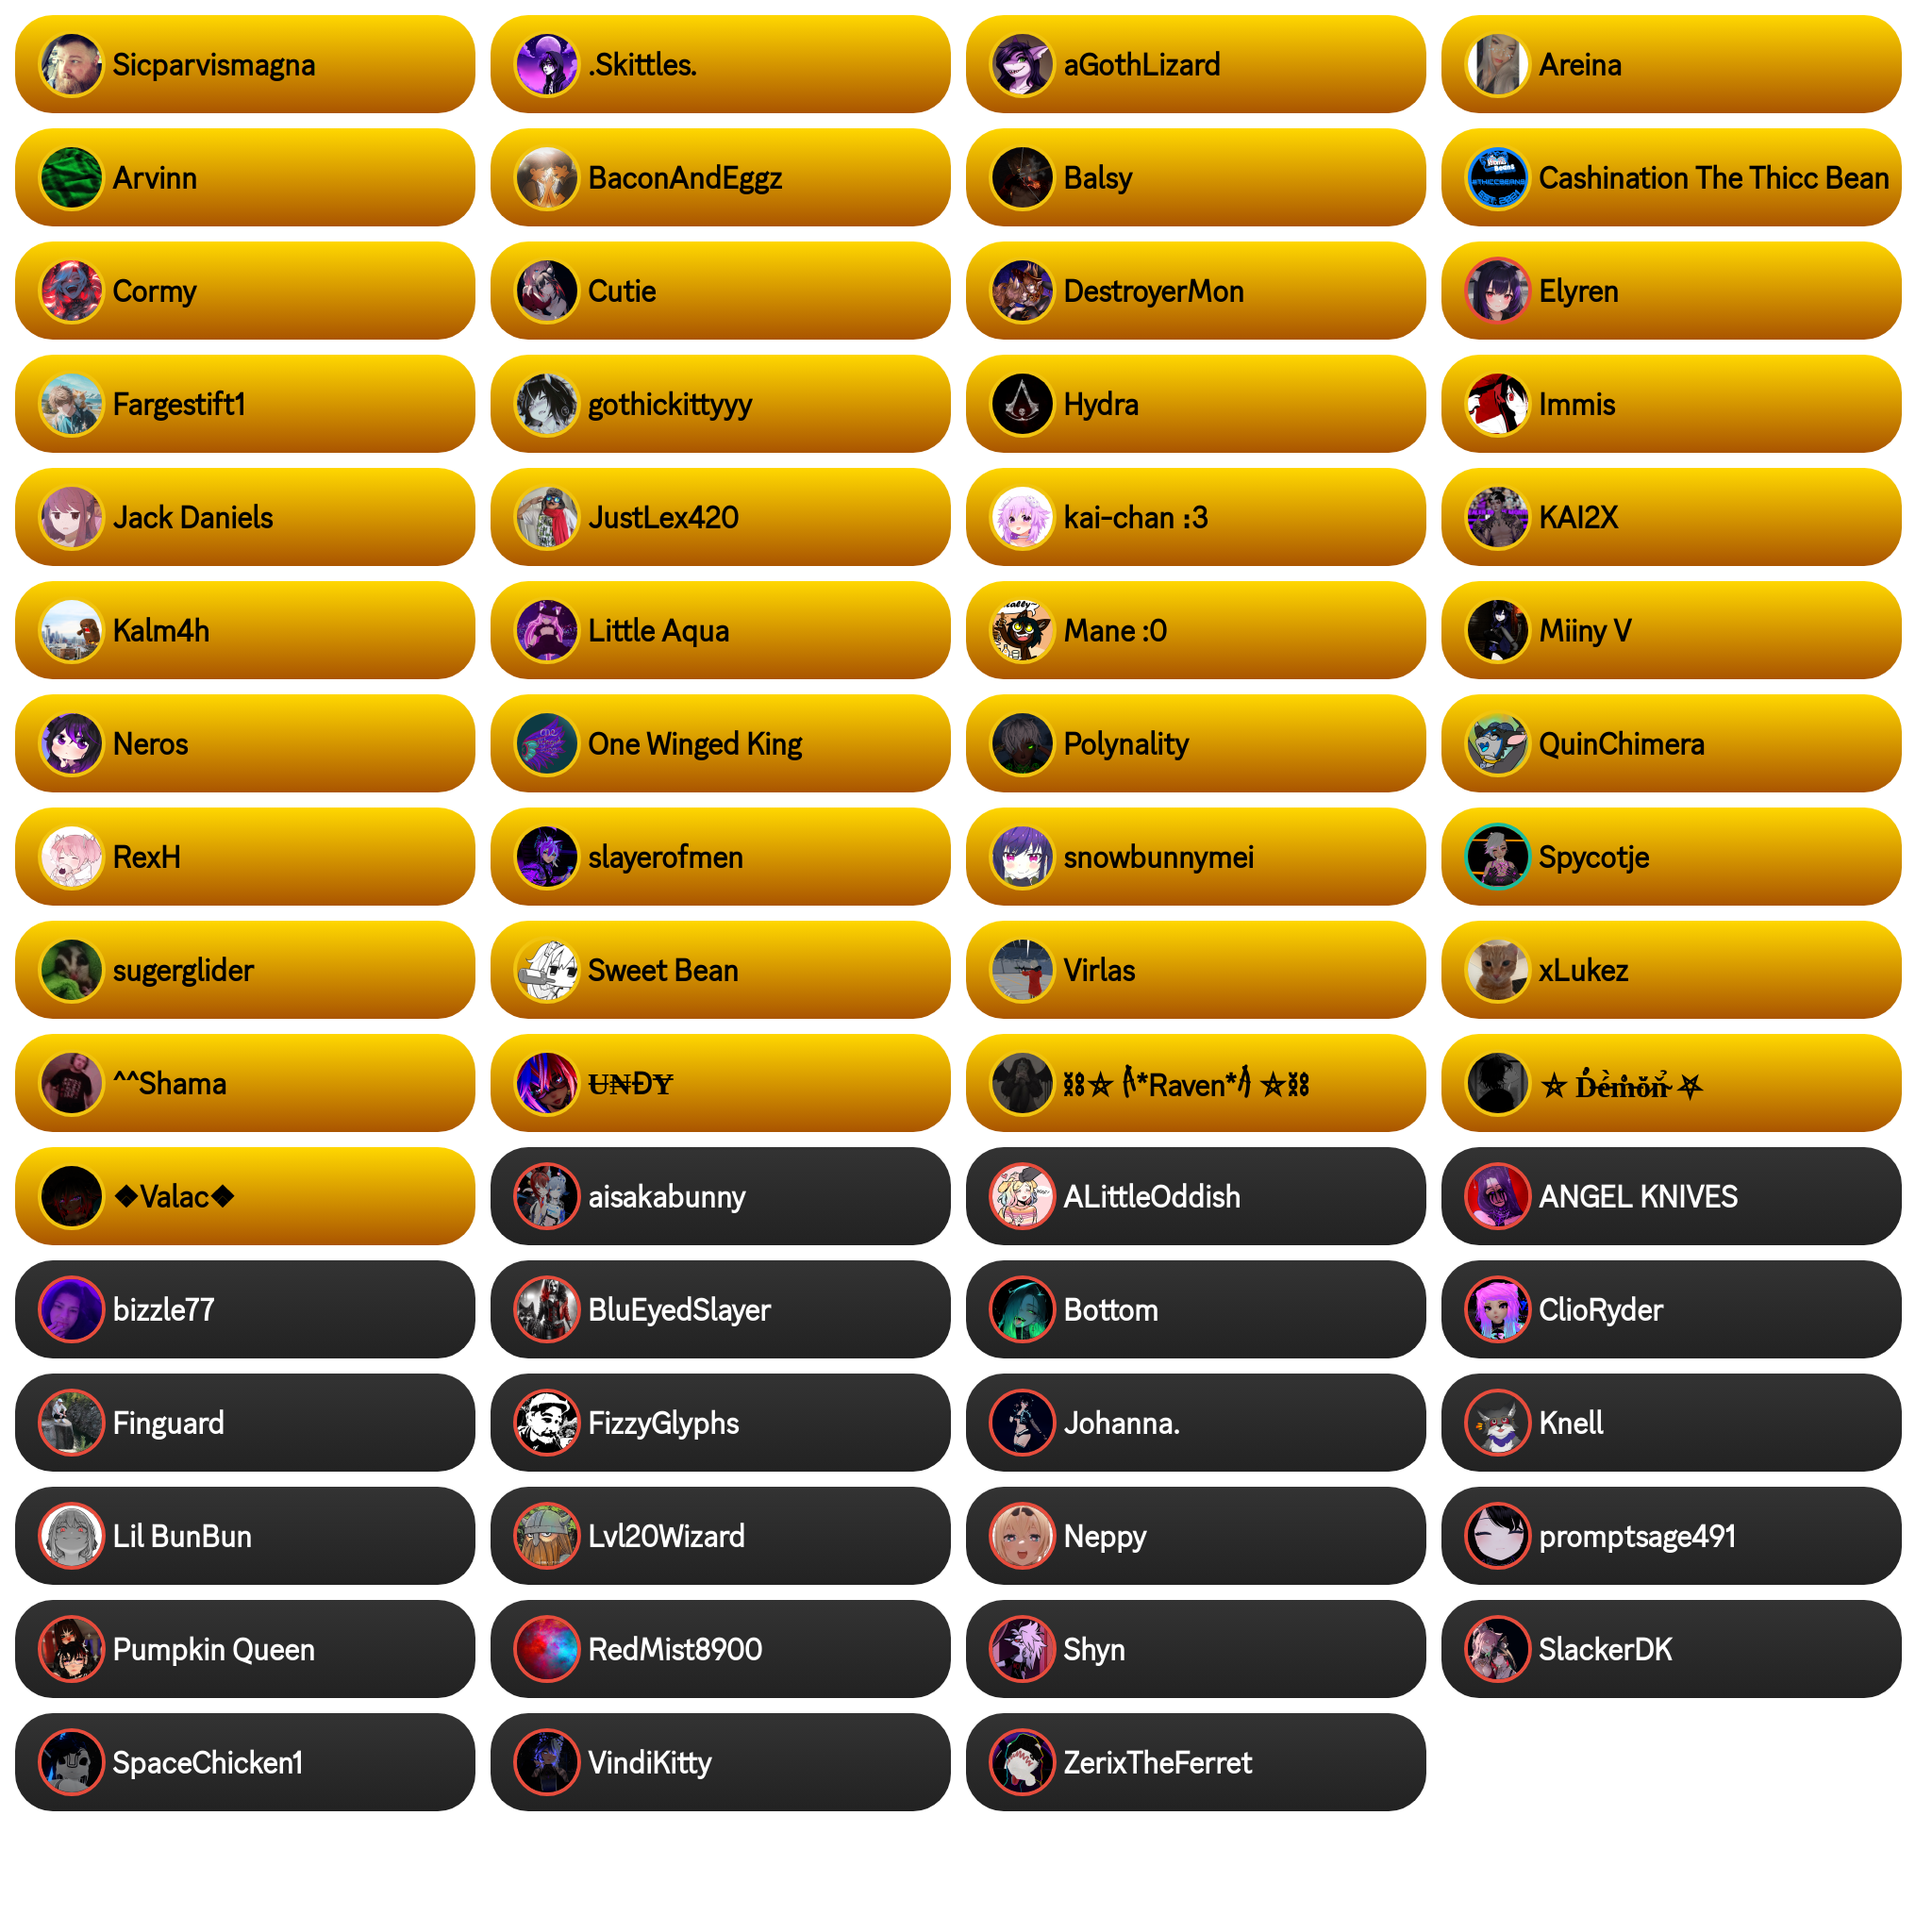 Sicparvismagna
.Skittles.
aGothLizard
Areina
Arvinn
BaconAndEggz
Balsy
Cashination The Thicc Bean
Cormy
Cutie
DestroyerMon
Elyren
Fargestift1
gothickittyyy
Hydra
Immis
Jack Daniels
JustLex420
kai-chan :3
KAI2X
Kalm4h
Little Aqua
Mane :0
Miiny V
Neros
One Winged King
Polynality
QuinChimera
RexH
slayerofmen
snowbunnymei
Spycotje
sugerglider
Sweet Bean
Virlas
xLukez
^^Shama
U̶N̶ĐY̶
⛓⛤ *Raven* ⛤⛓
⛤ D̴e̴m̴o̴n̴ ⛧
❖Valac❖
aisakabunny
ALittleOddish
ANGEL KNIVES
bizzle77
BluEyedSlayer
Bottom
ClioRyder
Finguard
FizzyGlyphs
Johanna.
Knell
Lil BunBun
Lvl20Wizard
Neppy
promptsage491
Pumpkin Queen
RedMist8900
Shyn
SlackerDK
SpaceChicken1
VindiKitty
ZerixTheFerret